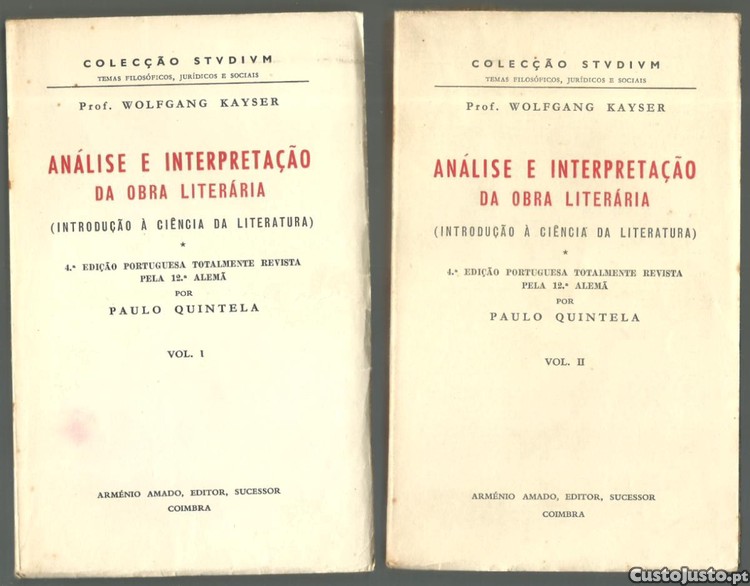 COLECÇÃO STVDIVM
TEMAS FILOSÓFICOS, JURÍDICOS E SOCIAIS
Prof. WOLFGANG KAYSER
ANÁLISE E INTERPRETAÇÃO
DA OBRA LITERÁRIA
(INTRODUÇÃO À CIÊNCIA DA LITERATURA)
*
4.ª EDIÇÃO PORTUGUESA TOTALMENTE REVISTA
PELA 12.ª ALEMÃ
POR
PAULO QUINTELA
VOL. I
ARMÉNIO AMADO, EDITOR, SUCESSOR
COIMBRA
COLECÇÃO STVDIVM
TEMAS FILOSÓFICOS, JURÍDICOS E SOCIAIS
Prof. WOLFGANG KAYSER
ANÁLISE E INTERPRETAÇÃO
DA OBRA LITERÁRIA
(INTRODUÇÃO À CIÊNCIA DA LITERATURA)
*
4.ª EDIÇÃO PORTUGUESA TOTALMENTE REVISTA
PELA 12.ª ALEMÃ
POR
PAULO QUINTELA
VOL. II
ARMÉNIO AMADO, EDITOR, SUCESSOR
COIMBRA
CustoJusto.pt